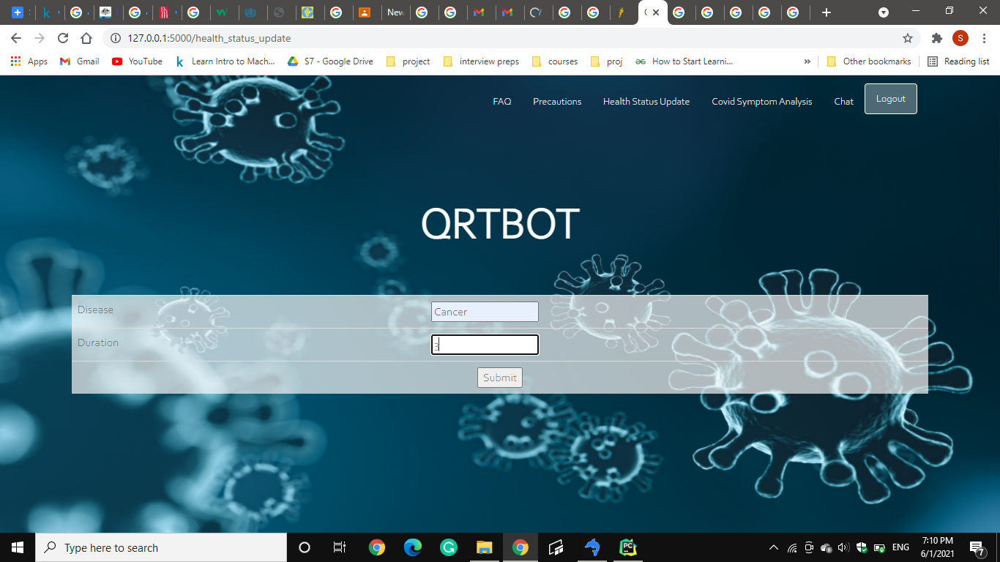 New
127.0.0.1:5000/health_status_update
S
Apps
Gmail
YouTube
Learn Intro to Mach...
S7 - Google Drive
project
interview preps
courses
proj
How to Start Learni...
»
Other bookmarks
Reading list
FAQ
Precautions
Health Status Update
Covid Symptom Analysis
Chat
Logout
QRTBOT
Disease
Cancer
Duration
3
Submit
Type here to search
ENG
7:10 PM
6/1/2021
7